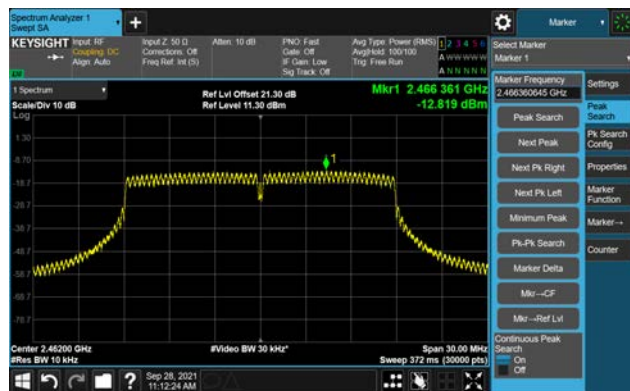 Spectrum Analyzer 1
Swept SA
Marker
KEYSIGHT
Input: RF
Coupling: DC
Align: Auto
Input Z: 50 Ω
Corrections: Off
Freq Ref: Int (S)
Atten: 10 dB
PNO: Fast
Gate: Off
IF Gain: Low
Sig Track: Off
Avg Type: Power (RMS)
Avg|Hold: 100/100
Trig: Free Run
1 2 3 4 5 6
A W W W W W
A N N N N N
Select Marker
Marker 1
1 Spectrum
Scale/Div 10 dB
Log
Ref Lvl Offset 21.30 dB
Ref Level 11.30 dBm
Mkr1 2.466 361 GHz
-12.819 dBm
1
1.30
-8.70
-18.7
-28.7
-38.7
-48.7
-58.7
-68.7
-78.7
Center 2.46200 GHz
#Res BW 10 kHz
#Video BW 30 kHz*
Span 30.00 MHz
Sweep 372 ms (30000 pts)
Marker Frequency
2.466360645 GHz
Peak Search
Next Peak
Next Pk Right
Next Pk Left
Minimum Peak
Pk-Pk Search
Marker Delta
Mkr→CF
Mkr→Ref Lvl
Continuous Peak
Search
On
Off
Settings
Peak
Search
Pk Search
Config
Properties
Marker
Function
Marker→
Counter
Sep 28, 2021
11:12:24 AM